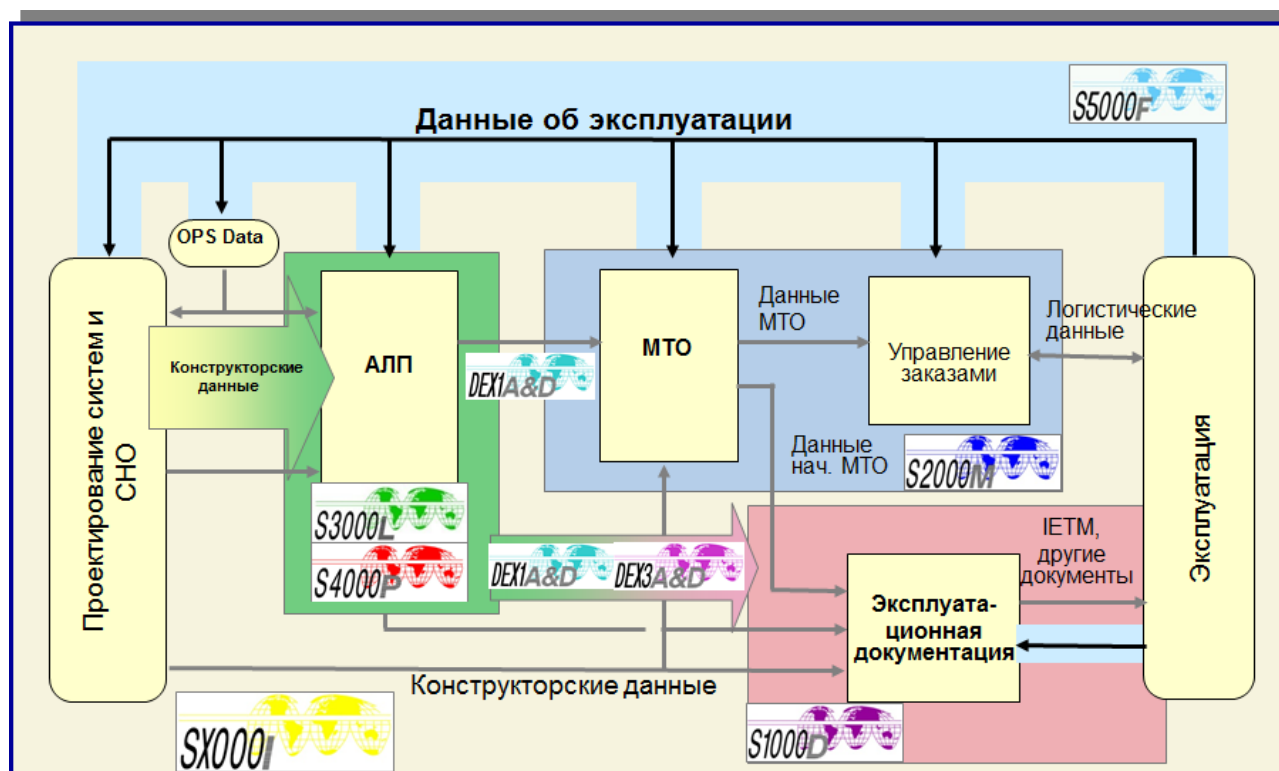 S5000F
Данные об эксплуатации
OPS Data
Проектирование систем и
СНО
Конструкторские
данные
АЛП
S3000L
S4000P
DEX1A&D
МТО
Данные
МТО
Управление
заказами
Данные
нач. МТО
S2000M
Логистические
данные
Эксплуатация
DEX1A&D
DEX3A&D
IETM,
другие
документы
Эксплуата-
ционная
документация
Конструкторские данные
SX000I
S1000D